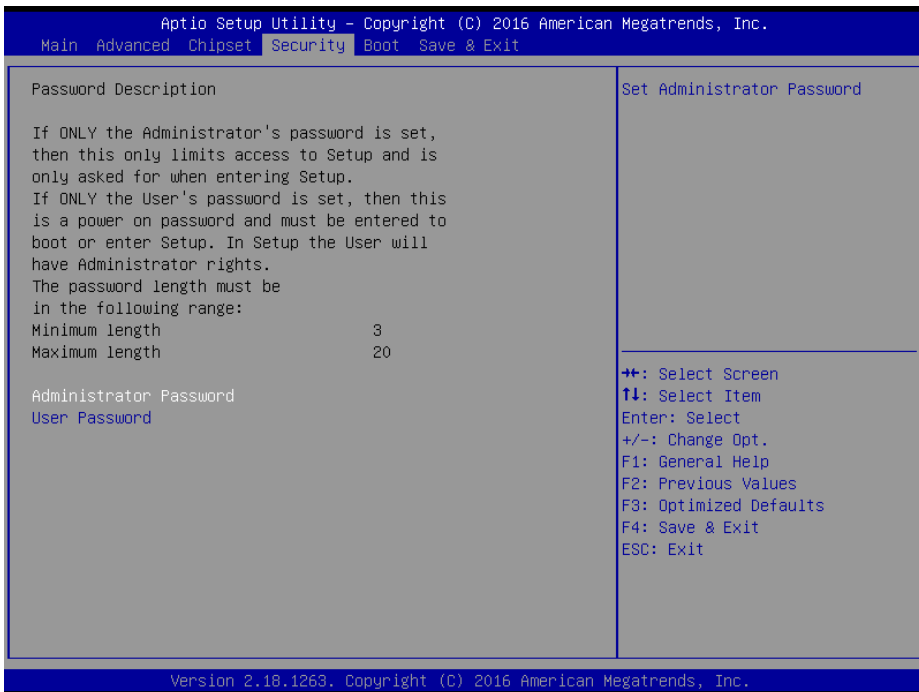 Aptio Setup Utility – Copyright (C) 2016 American Megatrends, Inc.
Main Advanced Chipset Security Boot Save & Exit
Password Description
If ONLY the Administrator's password is set,
then this only limits access to Setup and is
only asked for when entering Setup.
If ONLY the User's password is set, then this
is a power on password and must be entered to
boot or enter Setup. In Setup the User will
have Administrator rights.
The password length must be
in the following range:
Minimum length 3
Maximum length 20
Administrator Password
User Password
Set Administrator Password
→←: Select Screen
↑↓: Select Item
Enter: Select
+/-: Change Opt.
F1: General Help
F2: Previous Values
F3: Optimized Defaults
F4: Save & Exit
ESC: Exit
Version 2.18.1263. Copyright (C) 2016 American Megatrends, Inc.